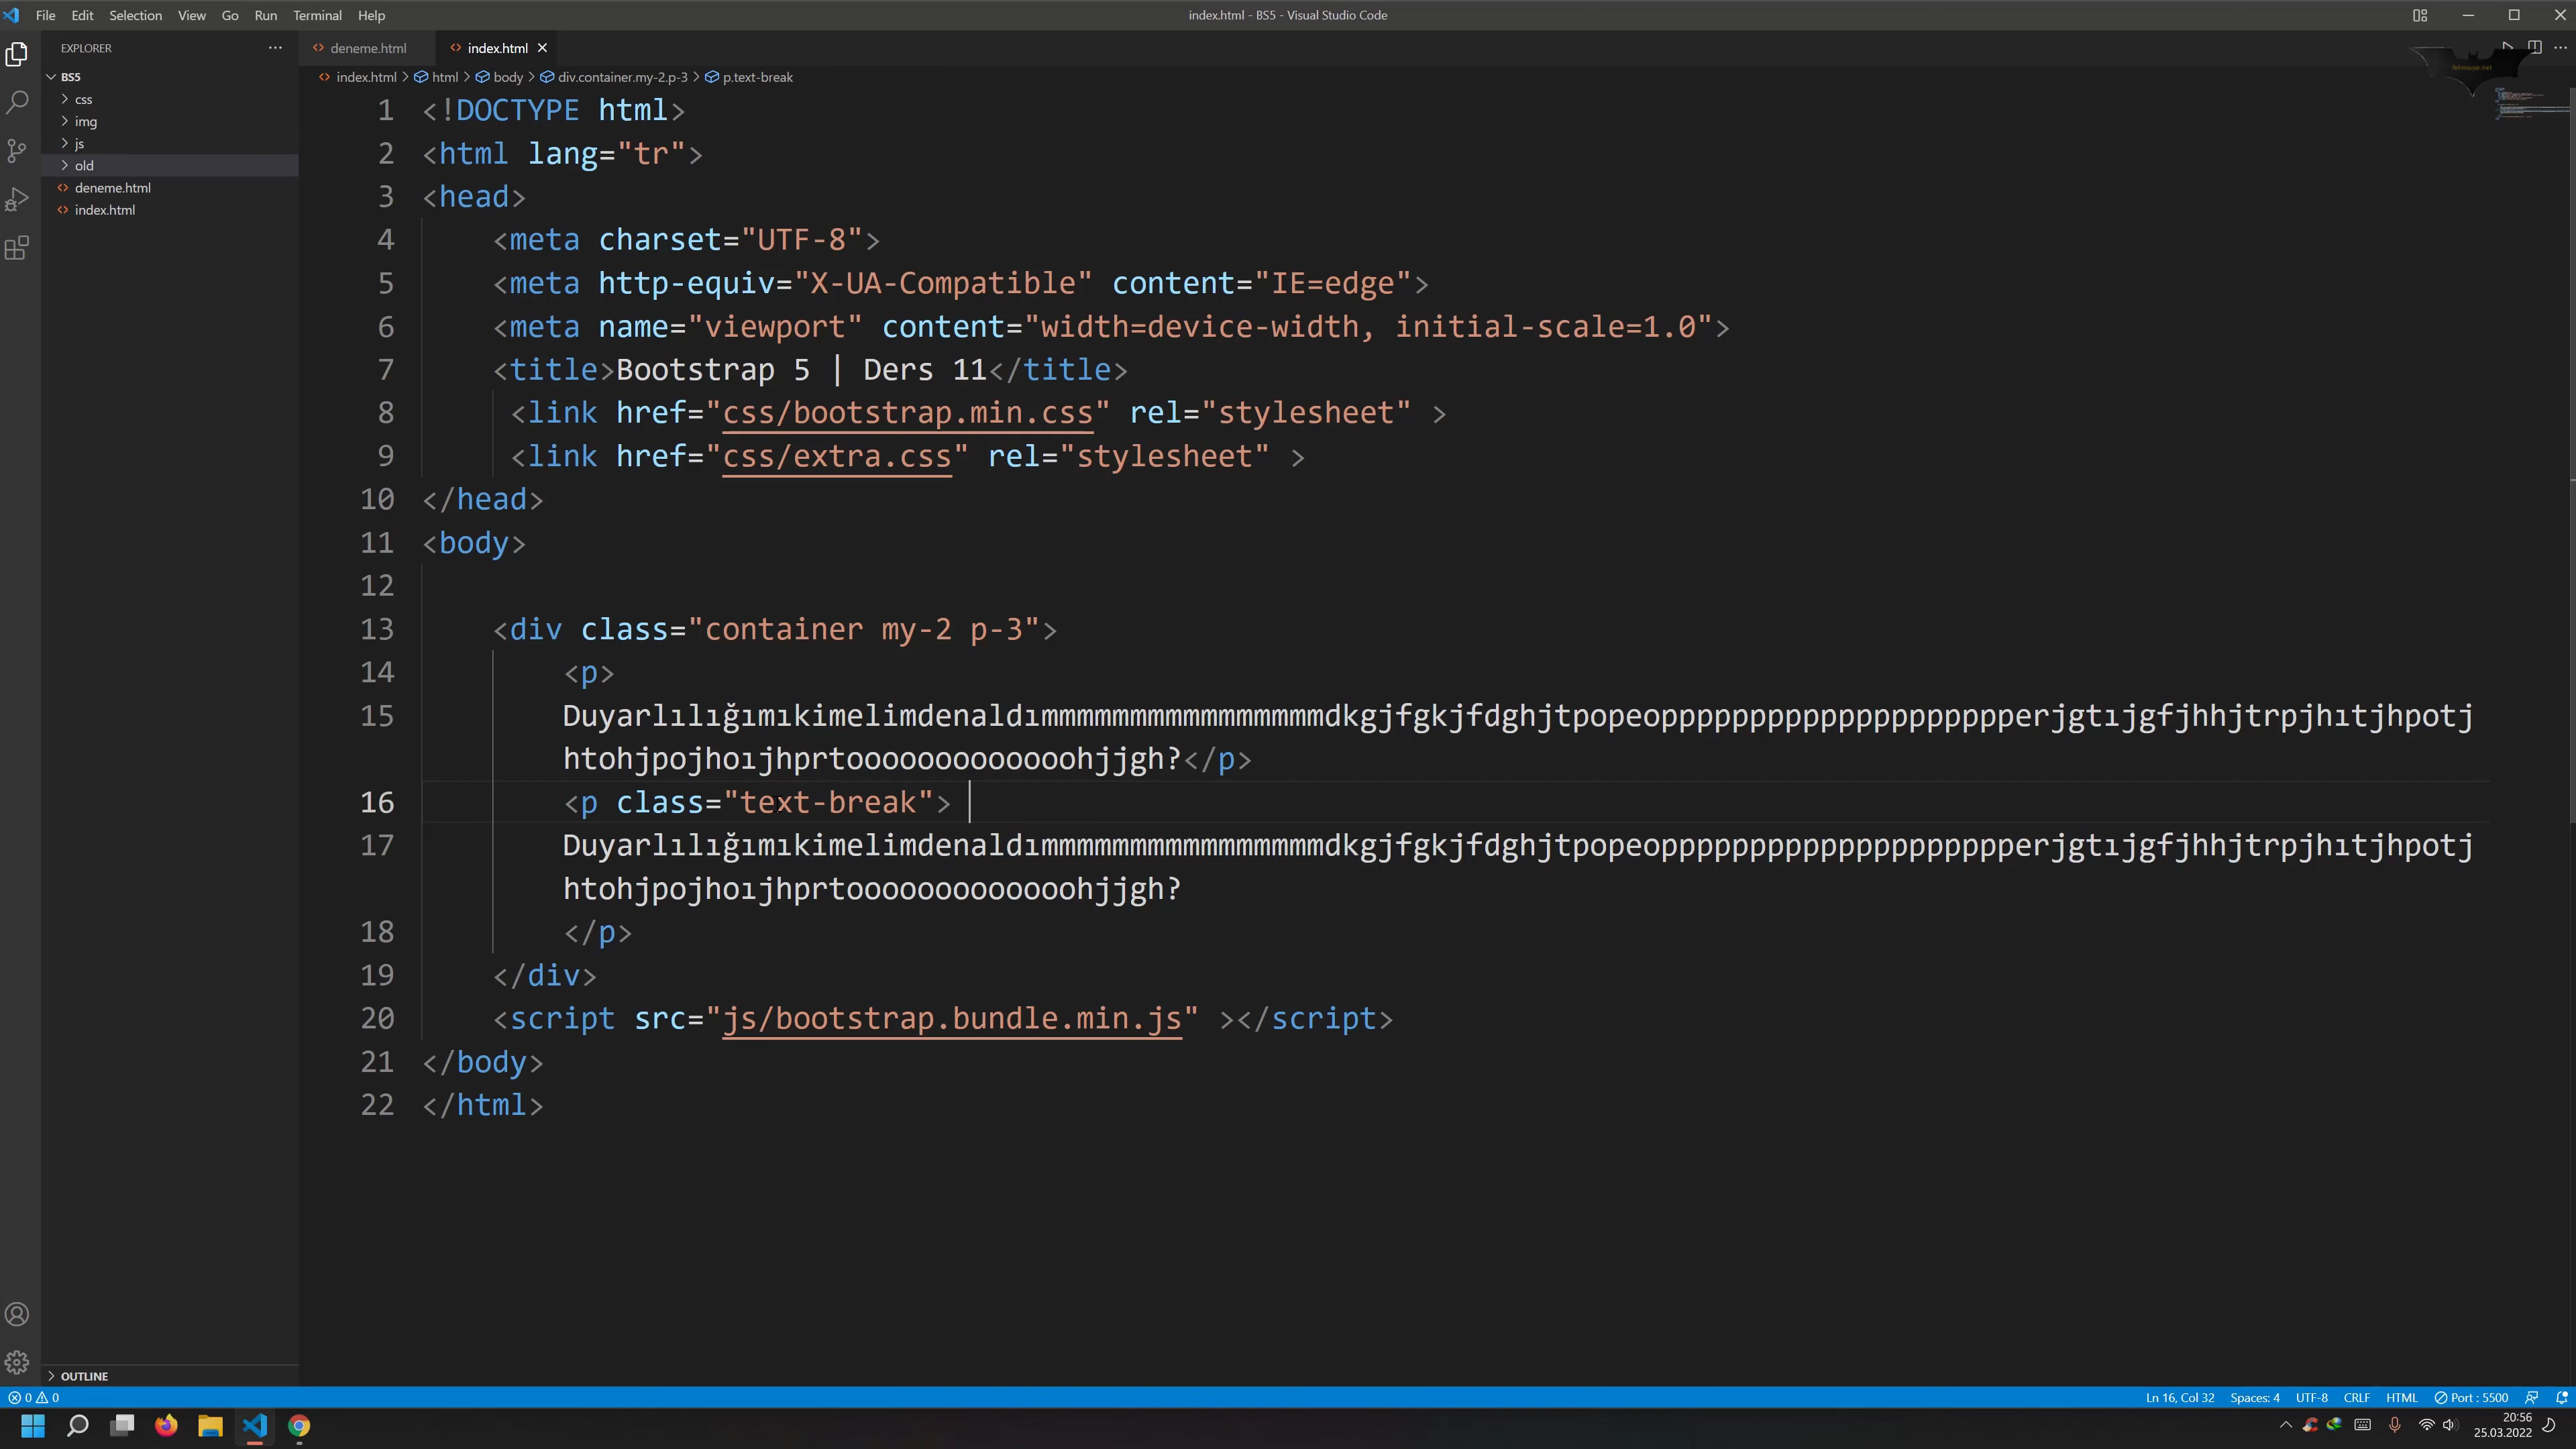 File Edit Selection View Go Run Terminal Help
index.html - BS5 - Visual Studio Code
EXPLORER
BS5
css
img
js
old
deneme.html
index.html
OUTLINE
deneme.html
index.html
index.html > html > body > div.container.my-2.p-3 > p.text-break
1 <!DOCTYPE html>
2 <html lang="tr">
3 <head>
4 <meta charset="UTF-8">
5 <meta http-equiv="X-UA-Compatible" content="IE=edge">
6 <meta name="viewport" content="width=device-width, initial-scale=1.0">
7 <title>Bootstrap 5 | Ders 11</title>
8 <link href="css/bootstrap.min.css" rel="stylesheet" >
9 <link href="css/extra.css" rel="stylesheet" >
10 </head>
11 <body>
12
13 <div class="container my-2 p-3">
14 <p>
15 Duyarlılığımıkimelimdenaldımmmmmmmmmmmmmmmmdkgjfgkjfdghjtpopeopppppppppppppppppppperjgtıjgfjhhjtrpjhıtjhpotj
htohjpojhoıjhprtooooooooooooohjjgh?</p>
16 <p class="text-break">
17 Duyarlılığımıkimelimdenaldımmmmmmmmmmmmmmmmdkgjfgkjfdghjtpopeopppppppppppppppppppperjgtıjgfjhhjtrpjhıtjhpotj
htohjpojhoıjhprtooooooooooooohjjgh?
18 </p>
19 </div>
20 <script src="js/bootstrap.bundle.min.js" ></script>
21 </body>
22 </html>
0 0
Ln 16, Col 32 Spaces: 4 UTF-8 CRLF HTML Port : 5500
20:56
25.03.2022